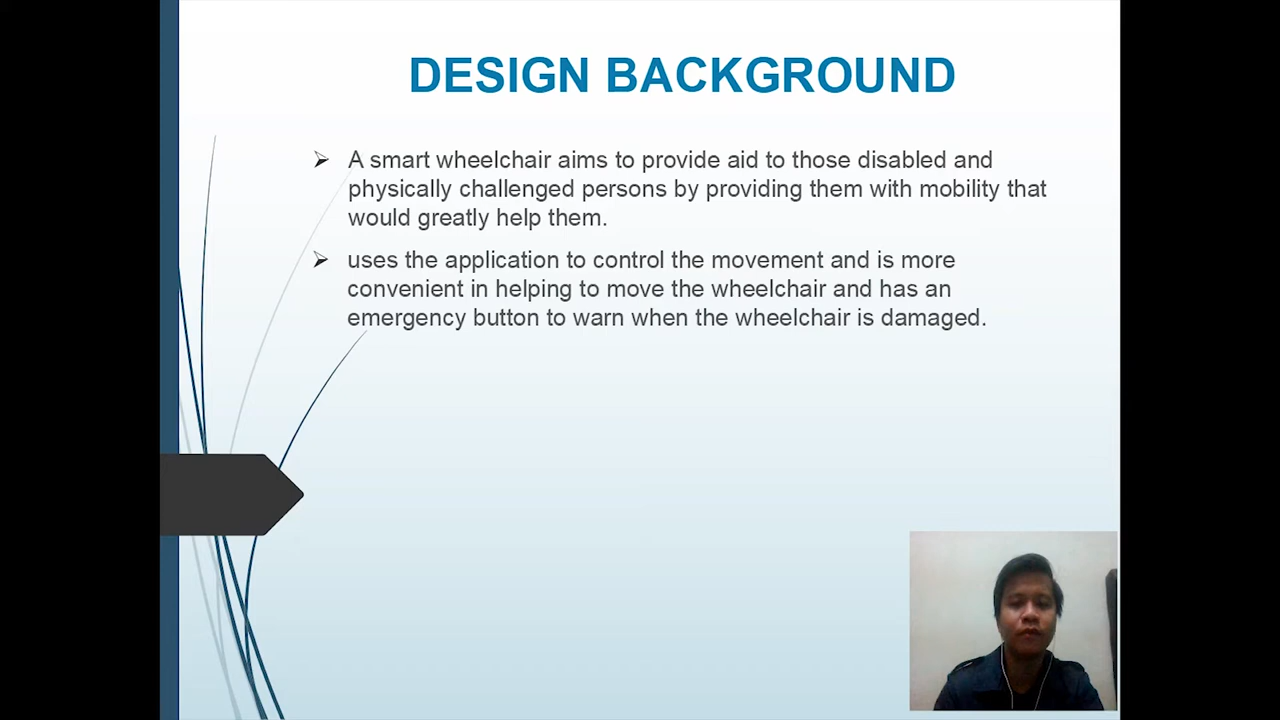 DESIGN BACKGROUND
A smart wheelchair aims to provide aid to those disabled and
physically challenged persons by providing them with mobility that
would greatly help them.
uses the application to control the movement and is more
convenient in helping to move the wheelchair and has an
emergency button to warn when the wheelchair is damaged.